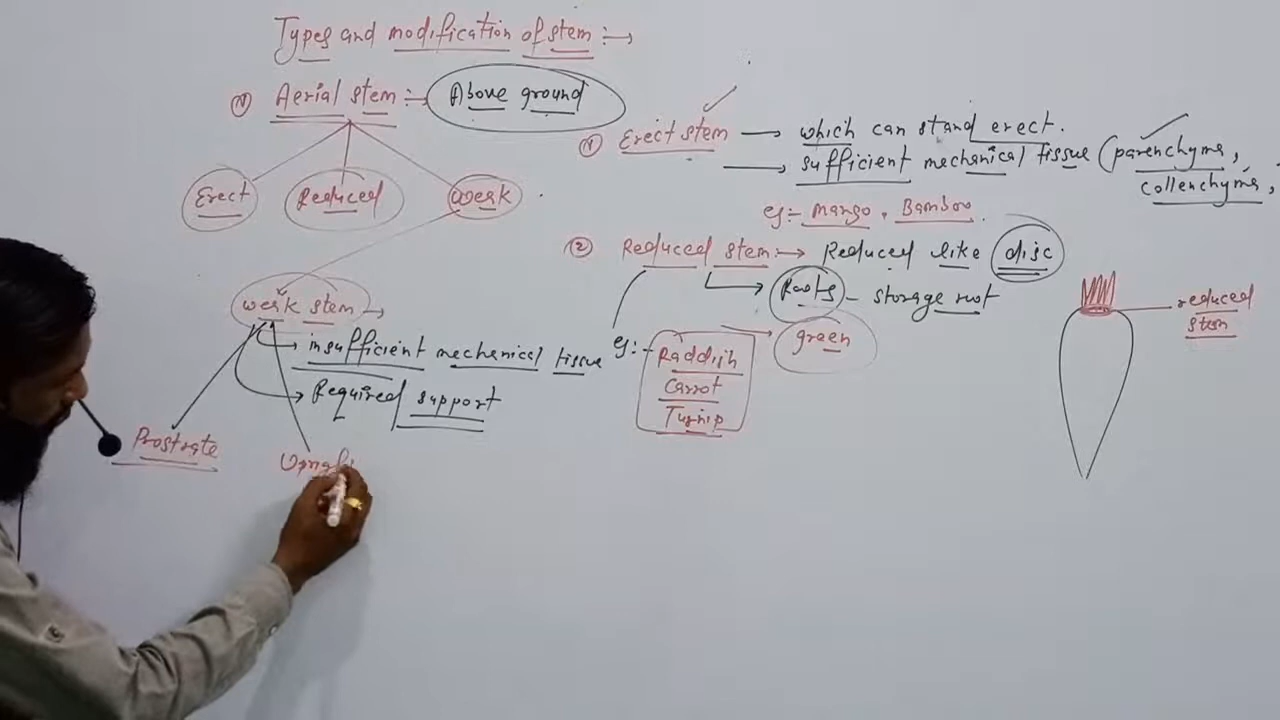 Types and modification of stem :→
(1) Aerial stem :→ Above ground
Erect Reduced weak
(1) Erect stem → which can stand erect.
→ sufficient mechanical tissue (parenchyma,
collenchyma,
eg:- Mango, Bamboo.
(2) Reduced stem :→ Reduced like disc
→ Roots - storage root
eg:- Raddish → green
Carrot
Turnip
reduced
stem
weak stem →
→ insufficient mechanical tissue
→ Required support
Prostrate